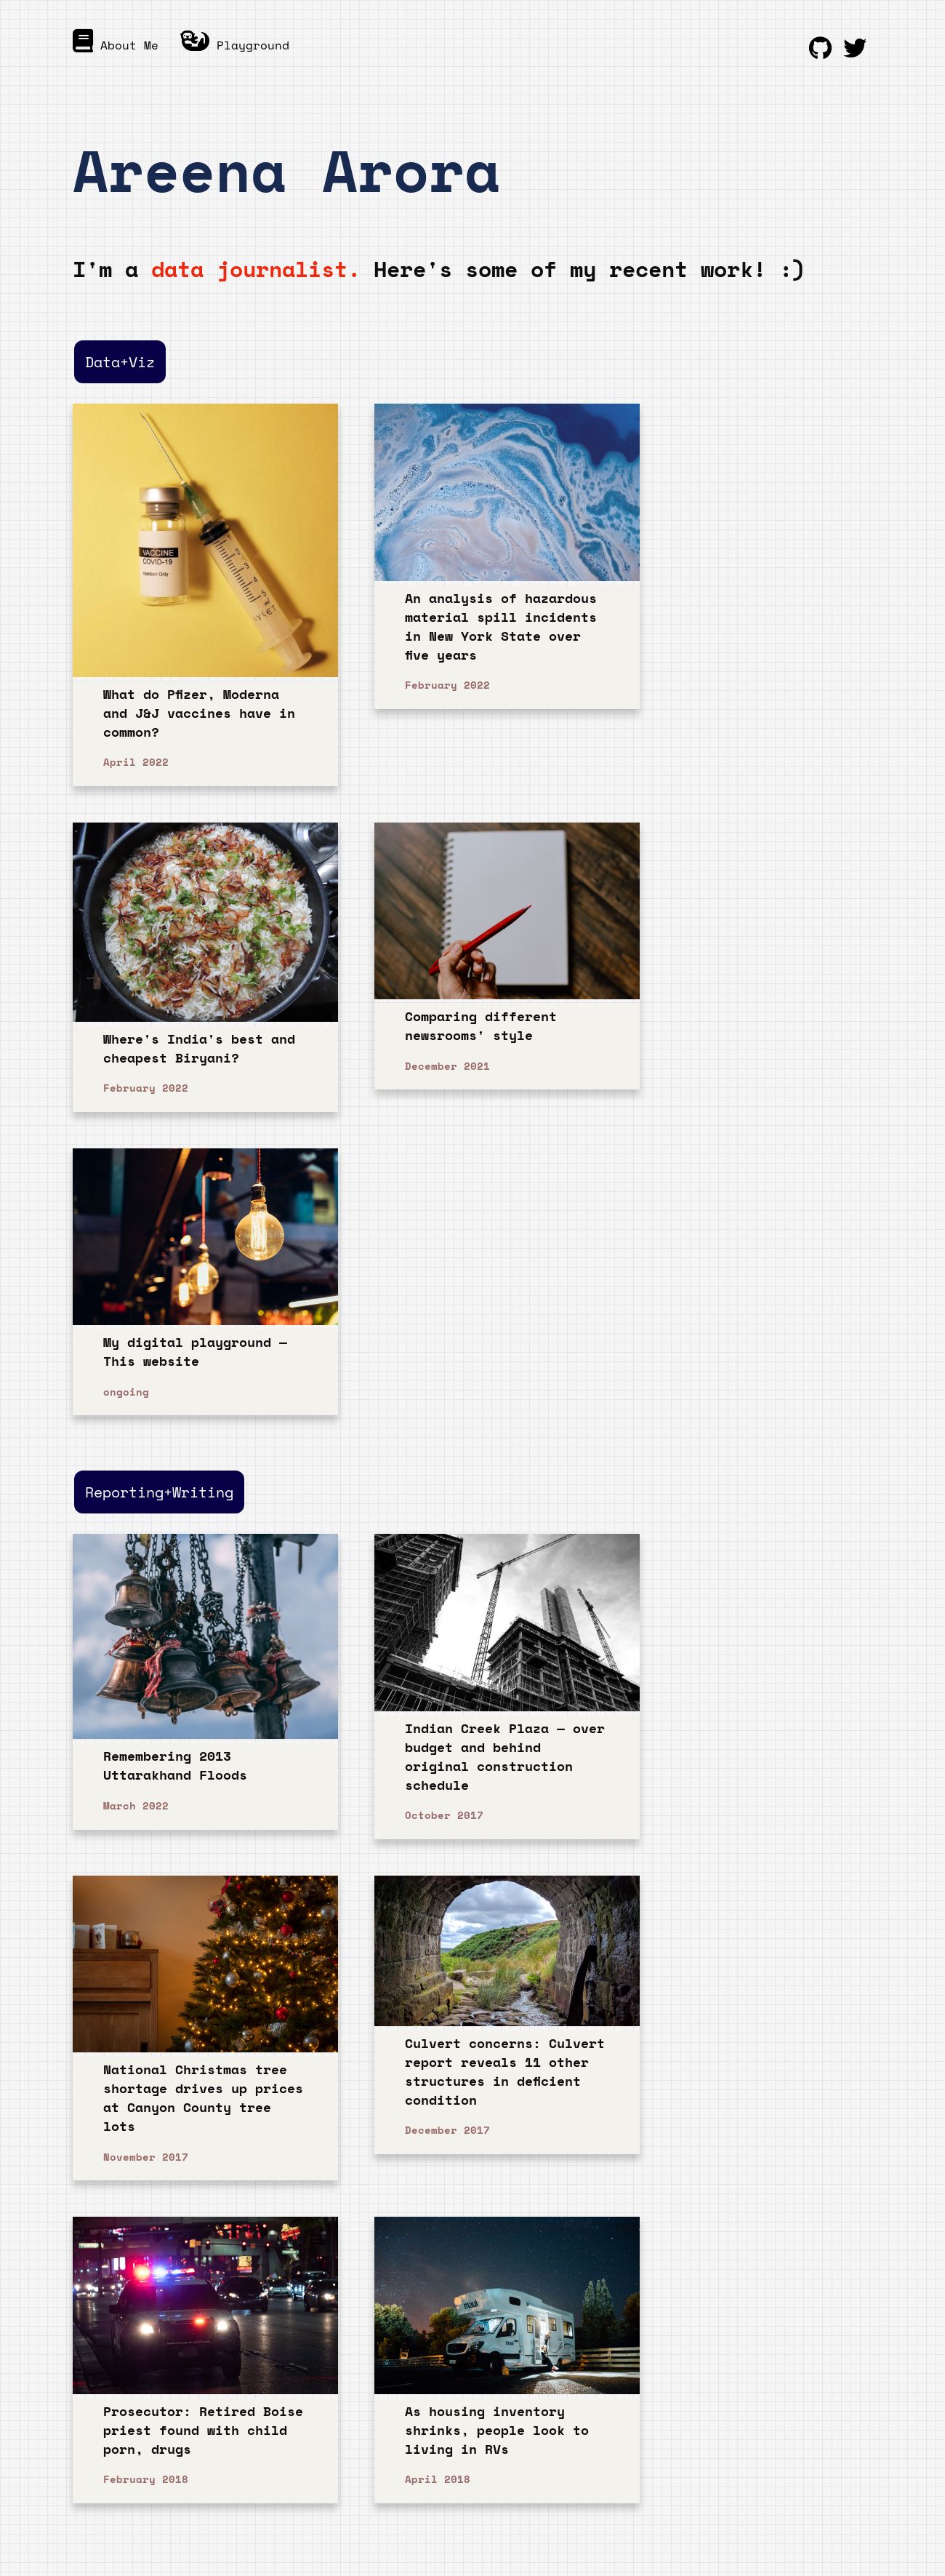 About Me
Playground
Areena Arora
I'm a data journalist. Here's some of my recent work! :)
Data+Viz
VACCINE
COVID-19
Injection Only
What do Pfizer, Moderna
and J&J vaccines have in
common?
April 2022
An analysis of hazardous
material spill incidents
in New York State over
five years
February 2022
Where's India's best and
cheapest Biryani?
February 2022
Comparing different
newsrooms' style
December 2021
My digital playground —
This website
ongoing
Reporting+Writing
Remembering 2013
Uttarakhand Floods
March 2022
Indian Creek Plaza — over
budget and behind
original construction
schedule
October 2017
National Christmas tree
shortage drives up prices
at Canyon County tree
lots
November 2017
Culvert concerns: Culvert
report reveals 11 other
structures in deficient
condition
December 2017
Prosecutor: Retired Boise
priest found with child
porn, drugs
February 2018
As housing inventory
shrinks, people look to
living in RVs
April 2018